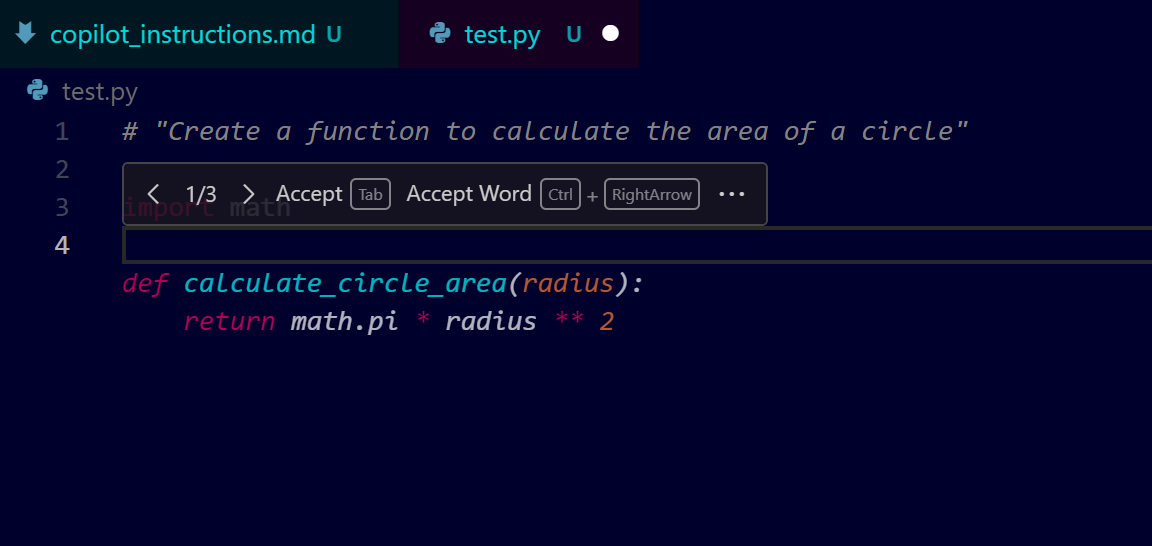 copilot_instructions.md U test.py U
test.py
1 # "Create a function to calculate the area of a circle"
2
1/3 Accept Tab Accept Word Ctrl + RightArrow ...
3 import math
4
def calculate_circle_area(radius):
return math.pi * radius ** 2